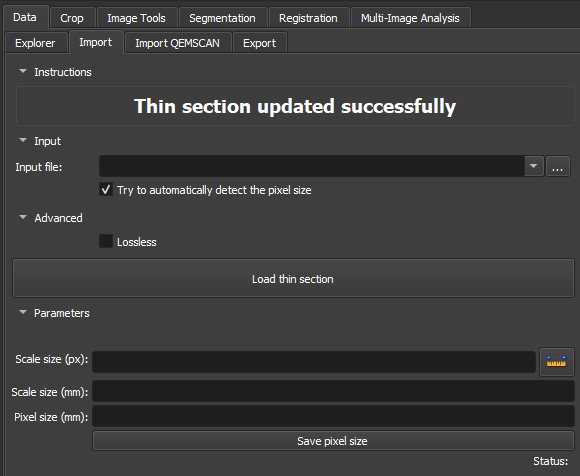 Data Crop Image Tools Segmentation Registration Multi-Image Analysis
Explorer Import Import QEMSCAN Export
Instructions
Thin section updated successfully
Input
Input file: ...
Try to automatically detect the pixel size
Advanced
Lossless
Load thin section
Parameters
Scale size (px):
Scale size (mm):
Pixel size (mm):
Save pixel size
Status: